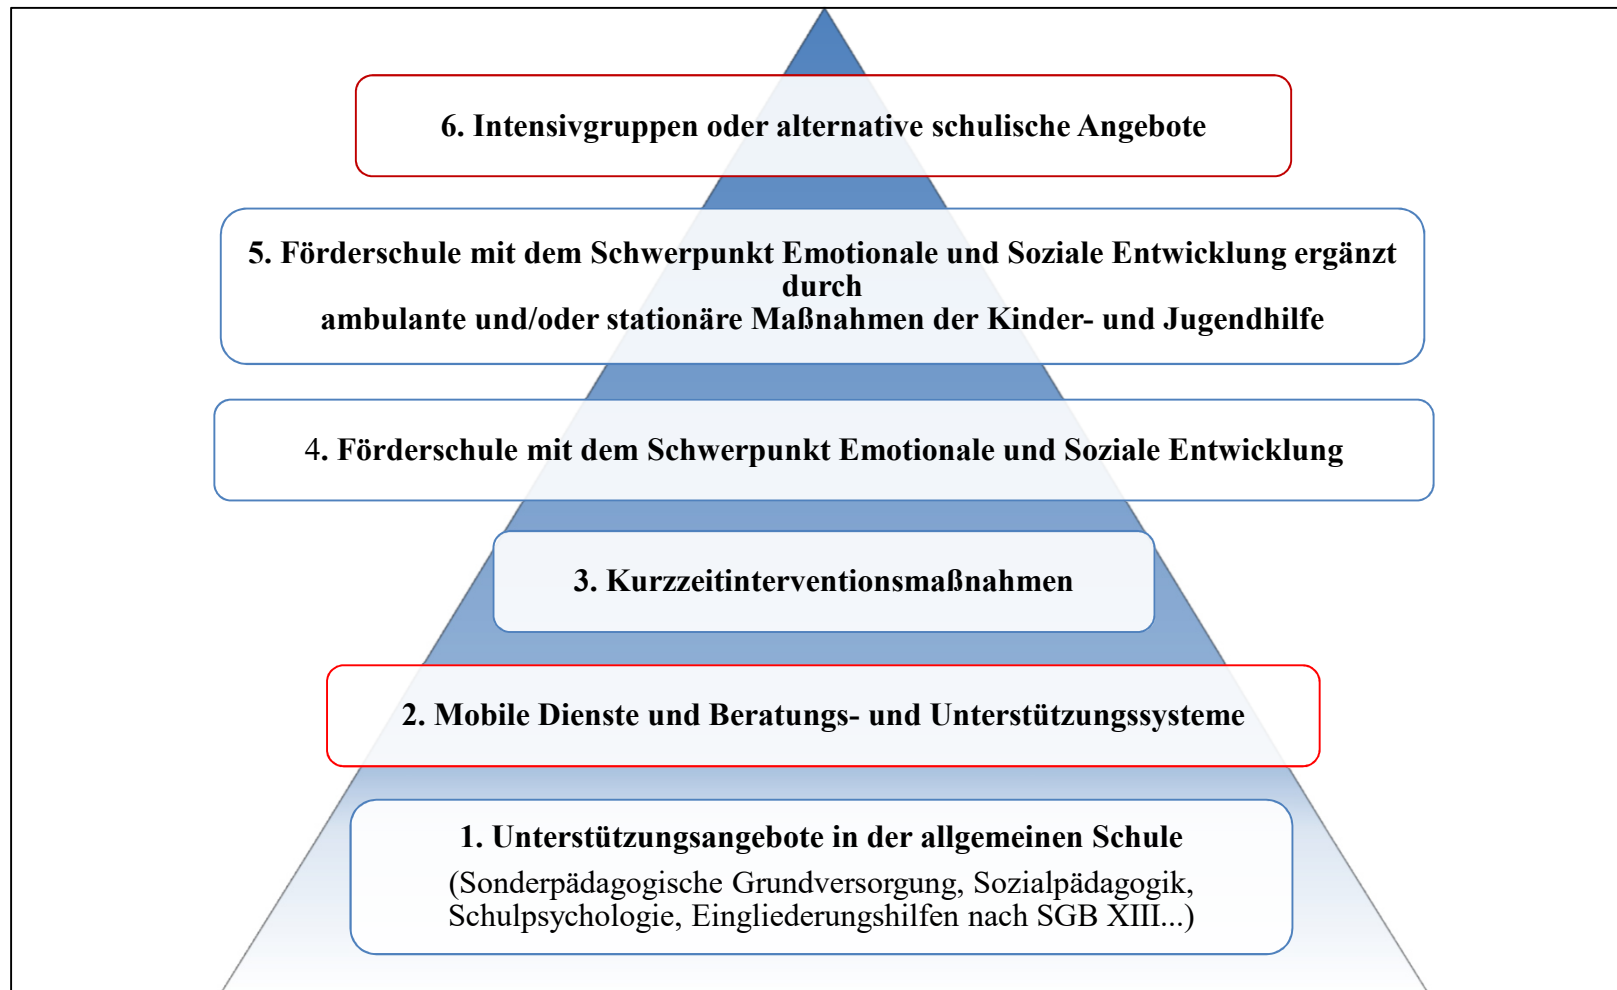 6. Intensivgruppen oder alternative schulische Angebote
5. Förderschule mit dem Schwerpunkt Emotionale und Soziale Entwicklung ergänzt
durch
ambulante und/oder stationäre Maßnahmen der Kinder- und Jugendhilfe
4. Förderschule mit dem Schwerpunkt Emotionale und Soziale Entwicklung
3. Kurzzeitinterventionsmaßnahmen
2. Mobile Dienste und Beratungs- und Unterstützungssysteme
1. Unterstützungsangebote in der allgemeinen Schule
(Sonderpädagogische Grundversorgung, Sozialpädagogik,
Schulpsychologie, Eingliederungshilfen nach SGB XIII...)